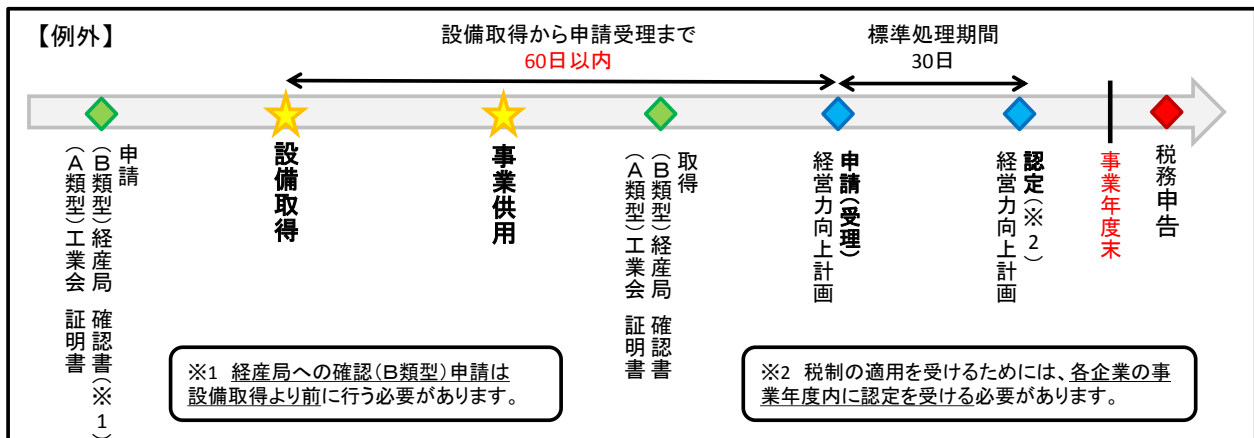 【例外】
設備取得から申請受理まで
60日以内
標準処理期間
30日
申請
（Ｂ類型）経産局 確認書（※１）
（Ａ類型）工業会 証明書
設備取得
事業供用
取得
（Ｂ類型）経産局 確認書
（Ａ類型）工業会 証明書
申請（受理）
経営力向上計画
認定（※２）
経営力向上計画
事業年度末
税務申告
※1 経産局への確認（Ｂ類型）申請は
設備取得より前に行う必要があります。
※2 税制の適用を受けるためには、各企業の事
業年度内に認定を受ける必要があります。